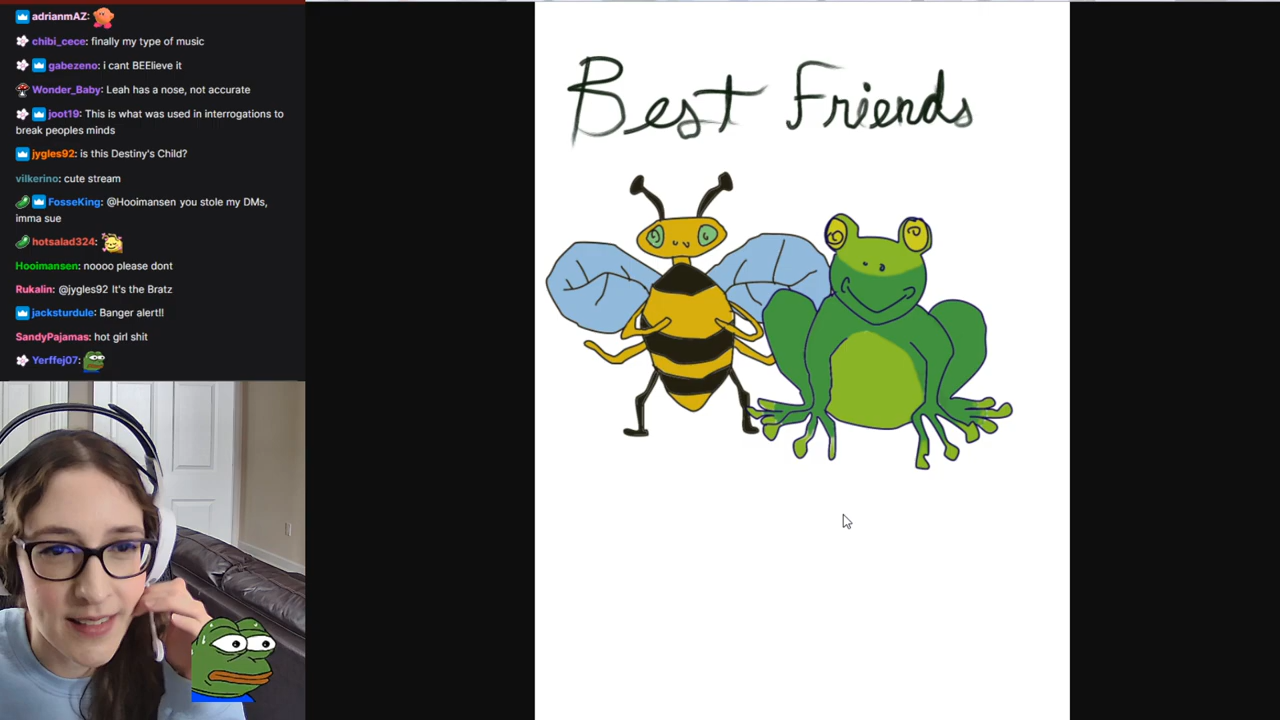 adrianmAZ:
chibi_cece: finally my type of music
gabezeno: i cant BEElieve it
Wonder_Baby: Leah has a nose, not accurate
joot19: This is what was used in interrogations to
break peoples minds
jygles92: is this Destiny's Child?
vilkerino: cute stream
FosseKing: @Hooimansen you stole my DMs,
imma sue
hotsalad324:
Hooimansen: noooo please dont
Rukalin: @jygles92 It's the Bratz
jacksturdule: Banger alert!!
SandyPajamas: hot girl shit
Yerffej07:
Best Friends